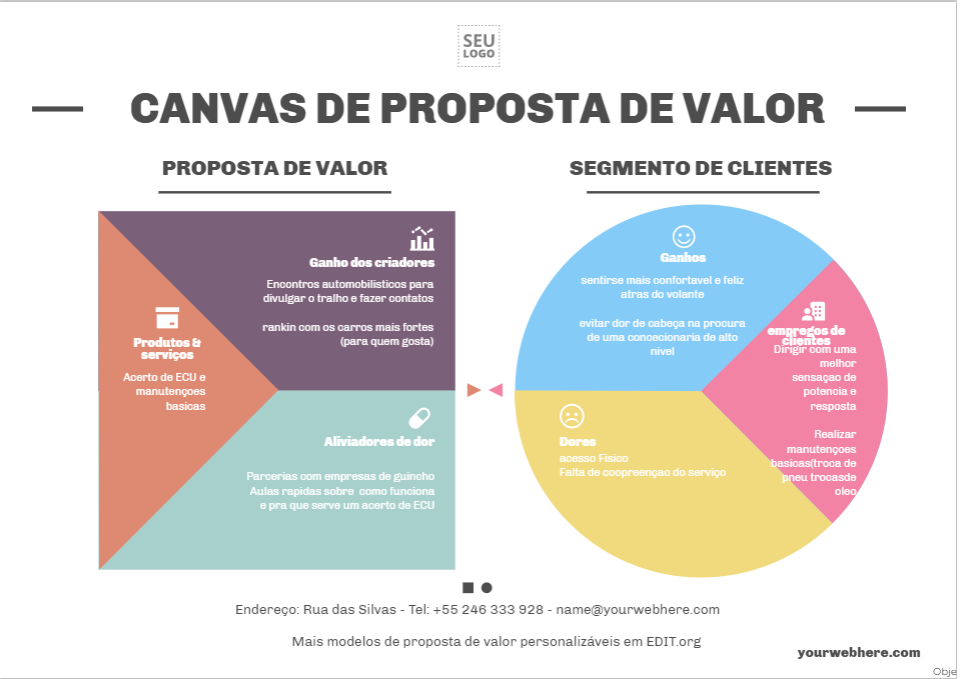 SEU
LOGO
CANVAS DE PROPOSTA DE VALOR
PROPOSTA DE VALOR
Ganho dos criadores
Encontros automobilisticos para
divulgar o tralho e fazer contatos
rankin com os carros mais fortes
(para quem gosta)
Produtos &
serviços
Acerto de ECU e
manutençoes
basicas
Aliviadores de dor
Parcerias com empresas de guincho
Aulas rapidas sobre como funciona
e pra que serve um acerto de ECU
SEGMENTO DE CLIENTES
Ganhos
sentirse mais confortavel e feliz
atras do volante
evitar dor de cabeça na procura
de uma concecionaria de alto
nivel
empregos de
clientes
Dirigir com uma
melhor
sensaçao de
potencia e
resposta
Realizar
manutençoes
basicas(troca de
pneu trocasde
oleo
Dores
acesso Fisico
Falta de coopreençao do serviço
Endereço: Rua das Silvas - Tel: +55 246 333 928 - name@yourwebhere.com
Mais modelos de proposta de valor personalizáveis em EDIT.org
yourwebhere.com
Obje